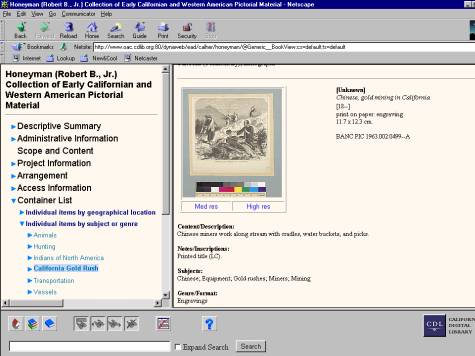 Honeyman (Robert B., Jr.) Collection of Early Californian and Western American Pictorial Material - Netscape
File Edit View Go Communicator Help
Back Forward Reload Home Search Guide Print Security Stop
Bookmarks Netsite: http://www.oac.cdlib.org:80/dynaweb/ead/calher/honeyman/@Generic__BookView;cs=default;ts=default
Internet Lookup New&Cool Netcaster
Honeyman (Robert B., Jr.)
Collection of Early Californian and
Western American Pictorial
Material
Descriptive Summary
Administrative Information
Scope and Content
Project Information
Arrangement
Access Information
Container List
Individual items by geographical location
Individual items by subject or genre
Animals
Hunting
Indians of North America
California Gold Rush
Transportation
Vessels
[Unknown]
Chinese, gold mining in California
[18--]
print on paper: engraving
11.7 x 12.3 cm.
BANC PIC 1963.002:0499--A
Med res High res
Content/Description:
Chinese miners work along stream with cradles, water buckets, and picks.
Notes/Inscriptions:
Printed title (LC).
Subjects:
Chinese; Equipment; Gold rushes; Miners; Mining
Genre/Format:
Engravings
CDL
CALIFORN
DIGITAL
LIBRARY
Expand Search Search